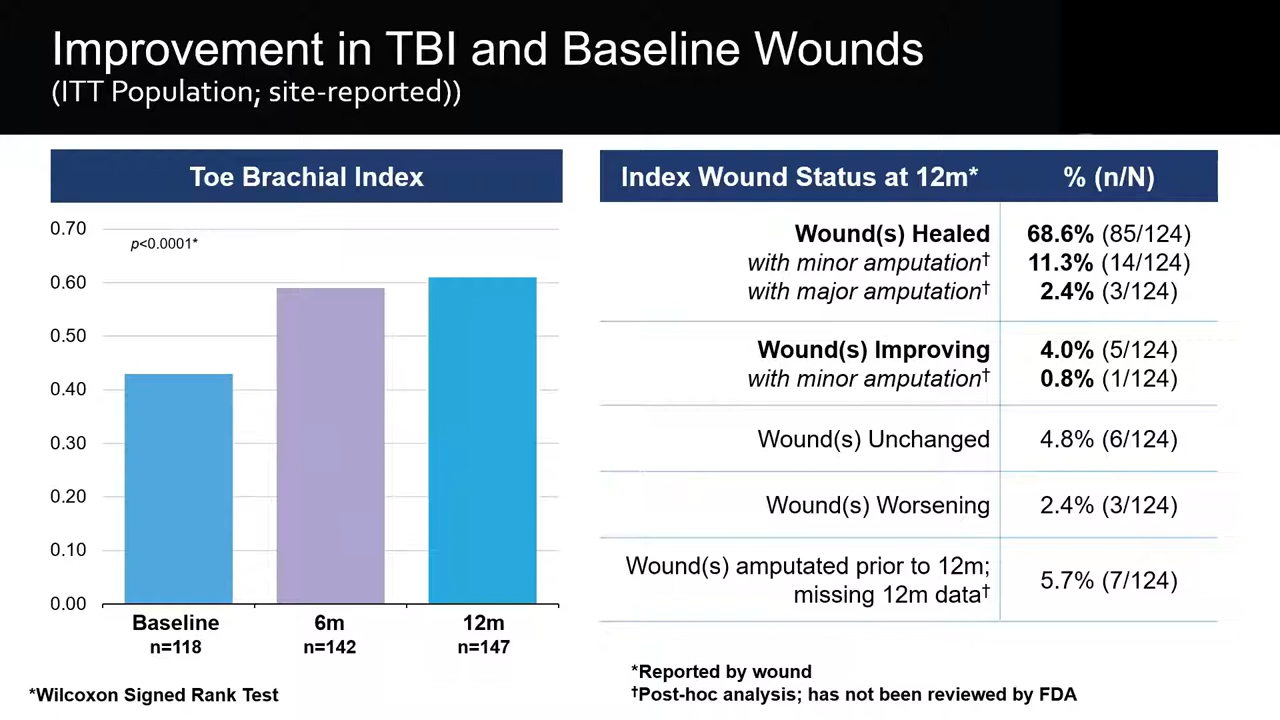 Improvement in TBI and Baseline Wounds
(ITT Population; site-reported))
Toe Brachial Index
0.70
p<0.0001*
0.60
0.50
0.40
0.30
0.20
0.10
0.00
Baseline
n=118
6m
n=142
12m
n=147
*Wilcoxon Signed Rank Test
Index Wound Status at 12m* % (n/N)
Wound(s) Healed 68.6% (85/124)
with minor amputation† 11.3% (14/124)
with major amputation† 2.4% (3/124)
Wound(s) Improving 4.0% (5/124)
with minor amputation† 0.8% (1/124)
Wound(s) Unchanged 4.8% (6/124)
Wound(s) Worsening 2.4% (3/124)
Wound(s) amputated prior to 12m;
missing 12m data† 5.7% (7/124)
*Reported by wound
†Post-hoc analysis; has not been reviewed by FDA